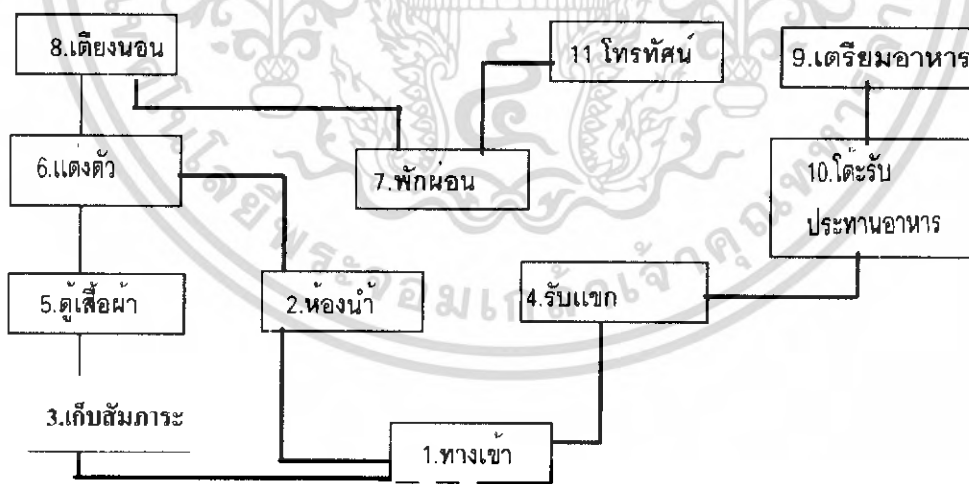 8.เตียงนอน
11 โทรทัศน์
9.เตรียมอาหาร
6.แต่งตัว
7.พักผ่อน
10.โต๊ะรับ
ประทานอาหาร
5.ตู้เสื้อผ้า
2.ห้องน้ำ
4.รับแขก
3.เก็บสัมภาระ
1.ทางเข้า